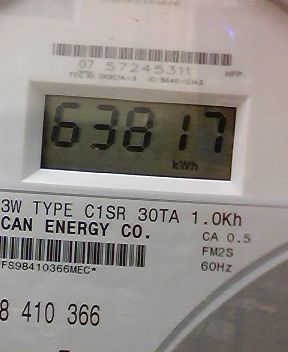 07 57245311 HPP
63817
kWh
3W TYPE C1SR 30TA 1.0Kh
CAN ENERGY CO.
CA 0.5
FM2S
60Hz
FS98410366MEC*
8 410 366